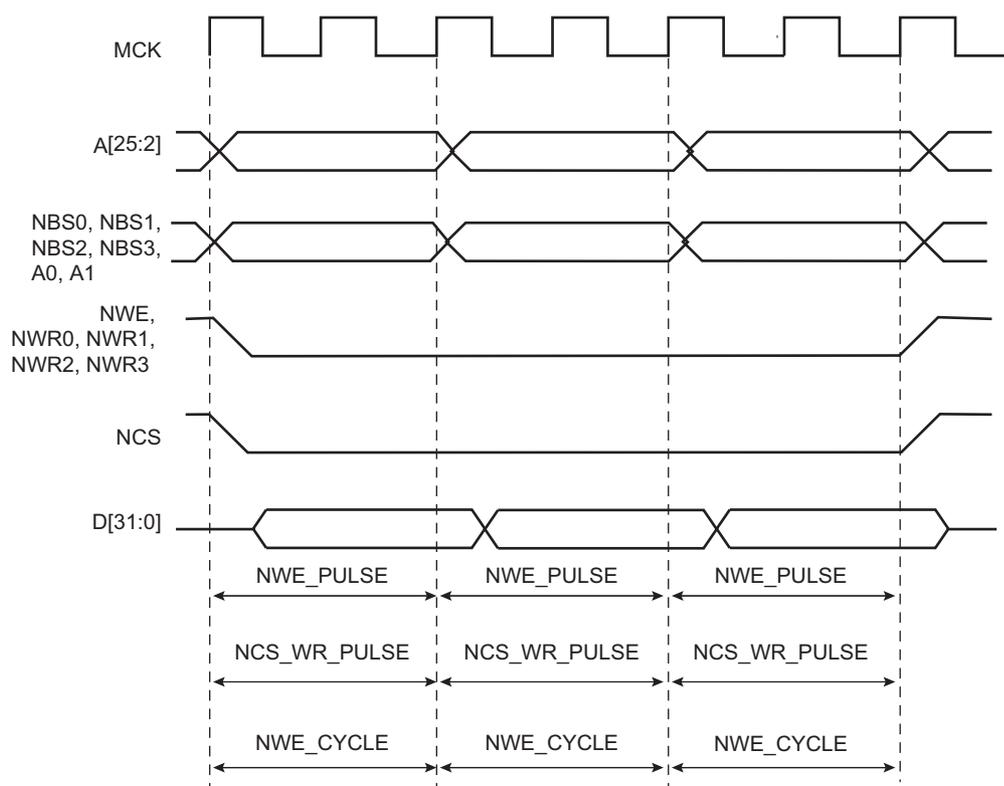 MCK
A[25:2]
NBS0, NBS1,
NBS2, NBS3,
A0, A1
NWE,
NWR0, NWR1,
NWR2, NWR3
NCS
D[31:0]
NWE_PULSE NWE_PULSE NWE_PULSE
NCS_WR_PULSE NCS_WR_PULSE NCS_WR_PULSE
NWE_CYCLE NWE_CYCLE NWE_CYCLE